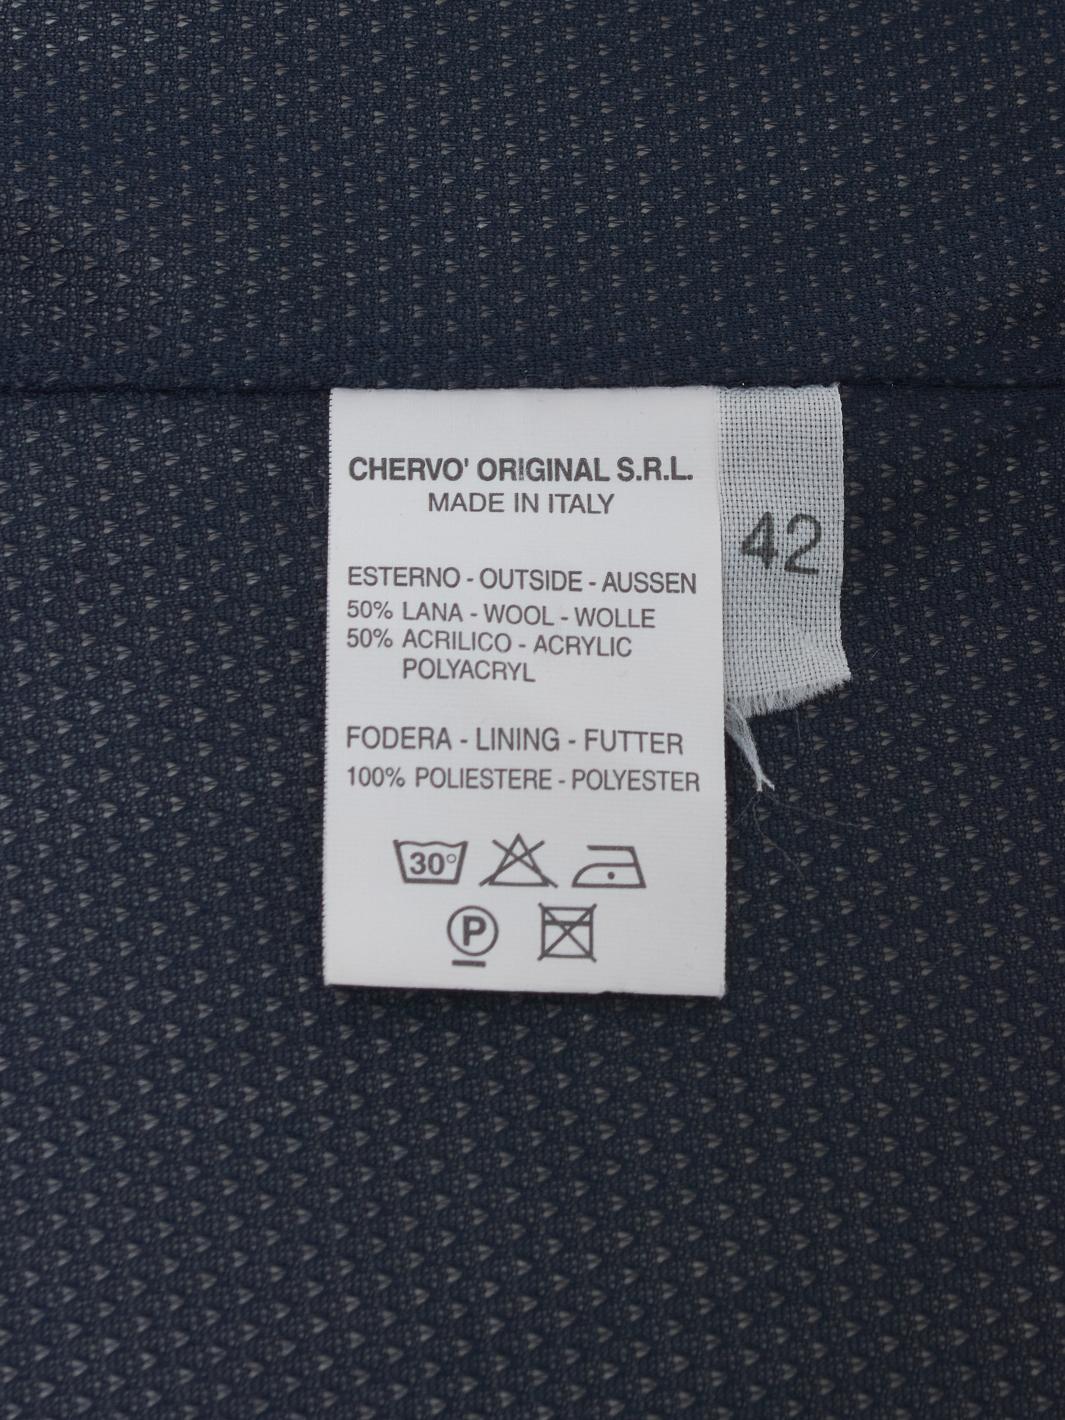 CHERVO' ORIGINAL S.R.L.
MADE IN ITALY
42
ESTERNO - OUTSIDE - AUSSEN
50% LANA - WOOL - WOLLE
50% ACRILICO - ACRYLIC
POLYACRYL
FODERA - LINING - FUTTER
100% POLIESTERE - POLYESTER
30°
P